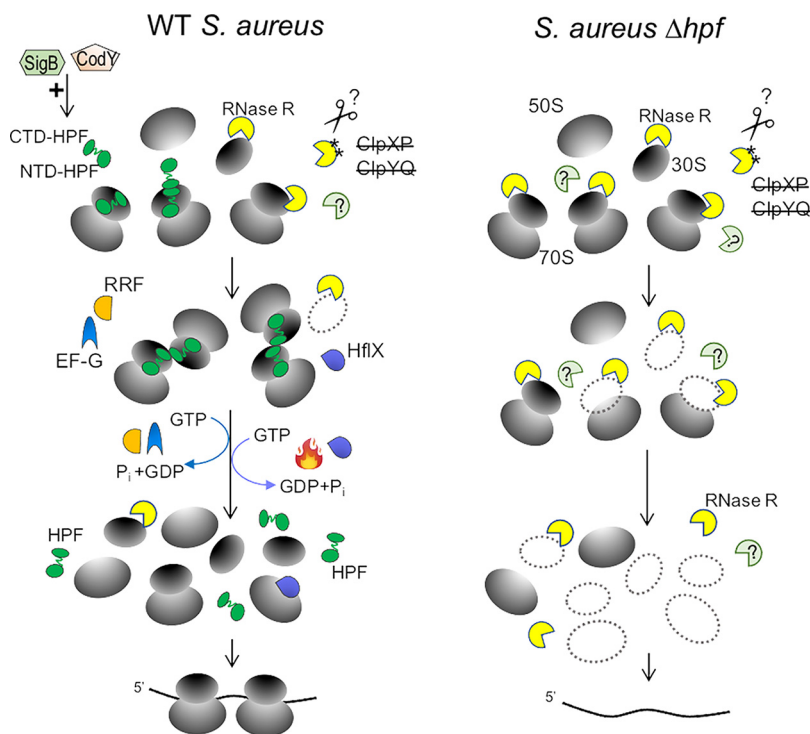 WT S. aureus
SigB
CodY
+
CTD-HPF
NTD-HPF
RNase R
?
**
ClpXP
ClpYQ
?
RRF
EF-G
HflX
GTP
Pi +GDP
GTP
GDP+Pi
HPF
HPF
5'
S. aureus Δhpf
50S
RNase R
?
**
30S
ClpXP
ClpYQ
?
?
70S
?
?
RNase R
?
5'